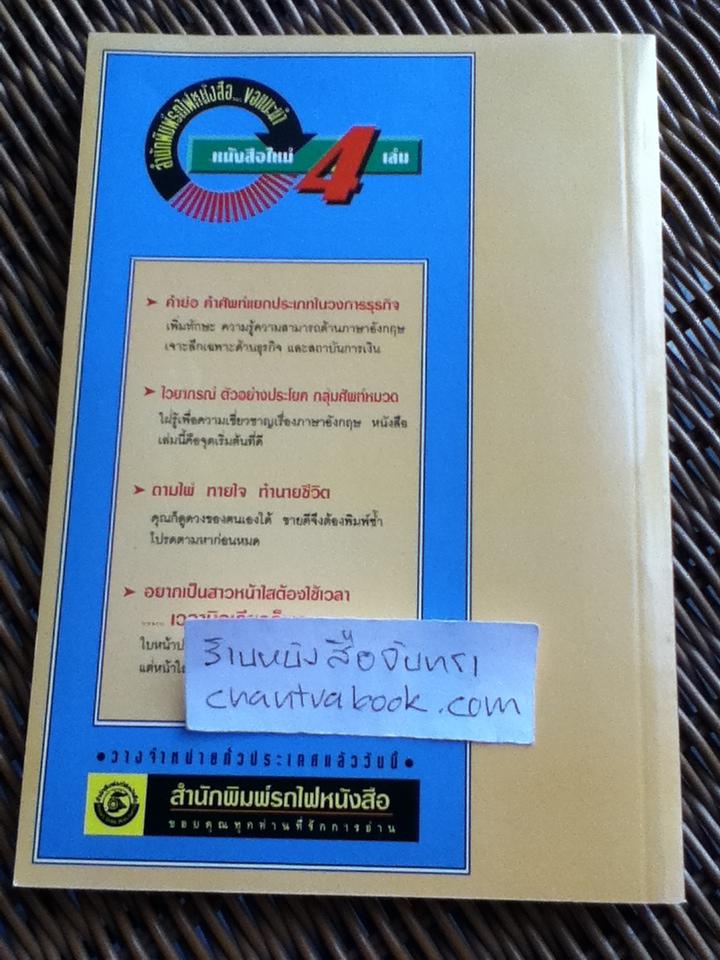 สำนักพิมพ์รถไฟหนังสือ... ขอแนะนำ
หนังสือใหม่ 4 เล่ม
➤ คำย่อ คำศัพท์แยกประเภทในวงการธุรกิจ
เพิ่มทักษะ ความรู้ความสามารถด้านภาษาอังกฤษ
เจาะลึกเฉพาะด้านธุรกิจ และสถาบันการเงิน
➤ ไวยากรณ์ ตัวอย่างประโยค กลุ่มศัพท์หมวด
ใฝ่รู้เพื่อความเชี่ยวชาญเรื่องภาษาอังกฤษ หนังสือ
เล่มนี้คือจุดเริ่มต้นที่ดี
➤ ถามไพ่ ทายใจ ทำนายชีวิต
คุณก็ดูดวงของตนเองได้ ขายดีจึงต้องพิมพ์ซ้ำ
โปรดตามหาก่อนหมด
➤ อยากเป็นสาวหน้าใสต้องใช้เวลา
ใบหน้า
แต่หน้า
ร้านหนังสือจันทรา
chantrabook.com
•วางจำหน่ายทั่วประเทศแล้ววันนี้•
สำนักพิมพ์รถไฟหนังสือ
ขอบคุณทุกท่านที่รักการอ่าน